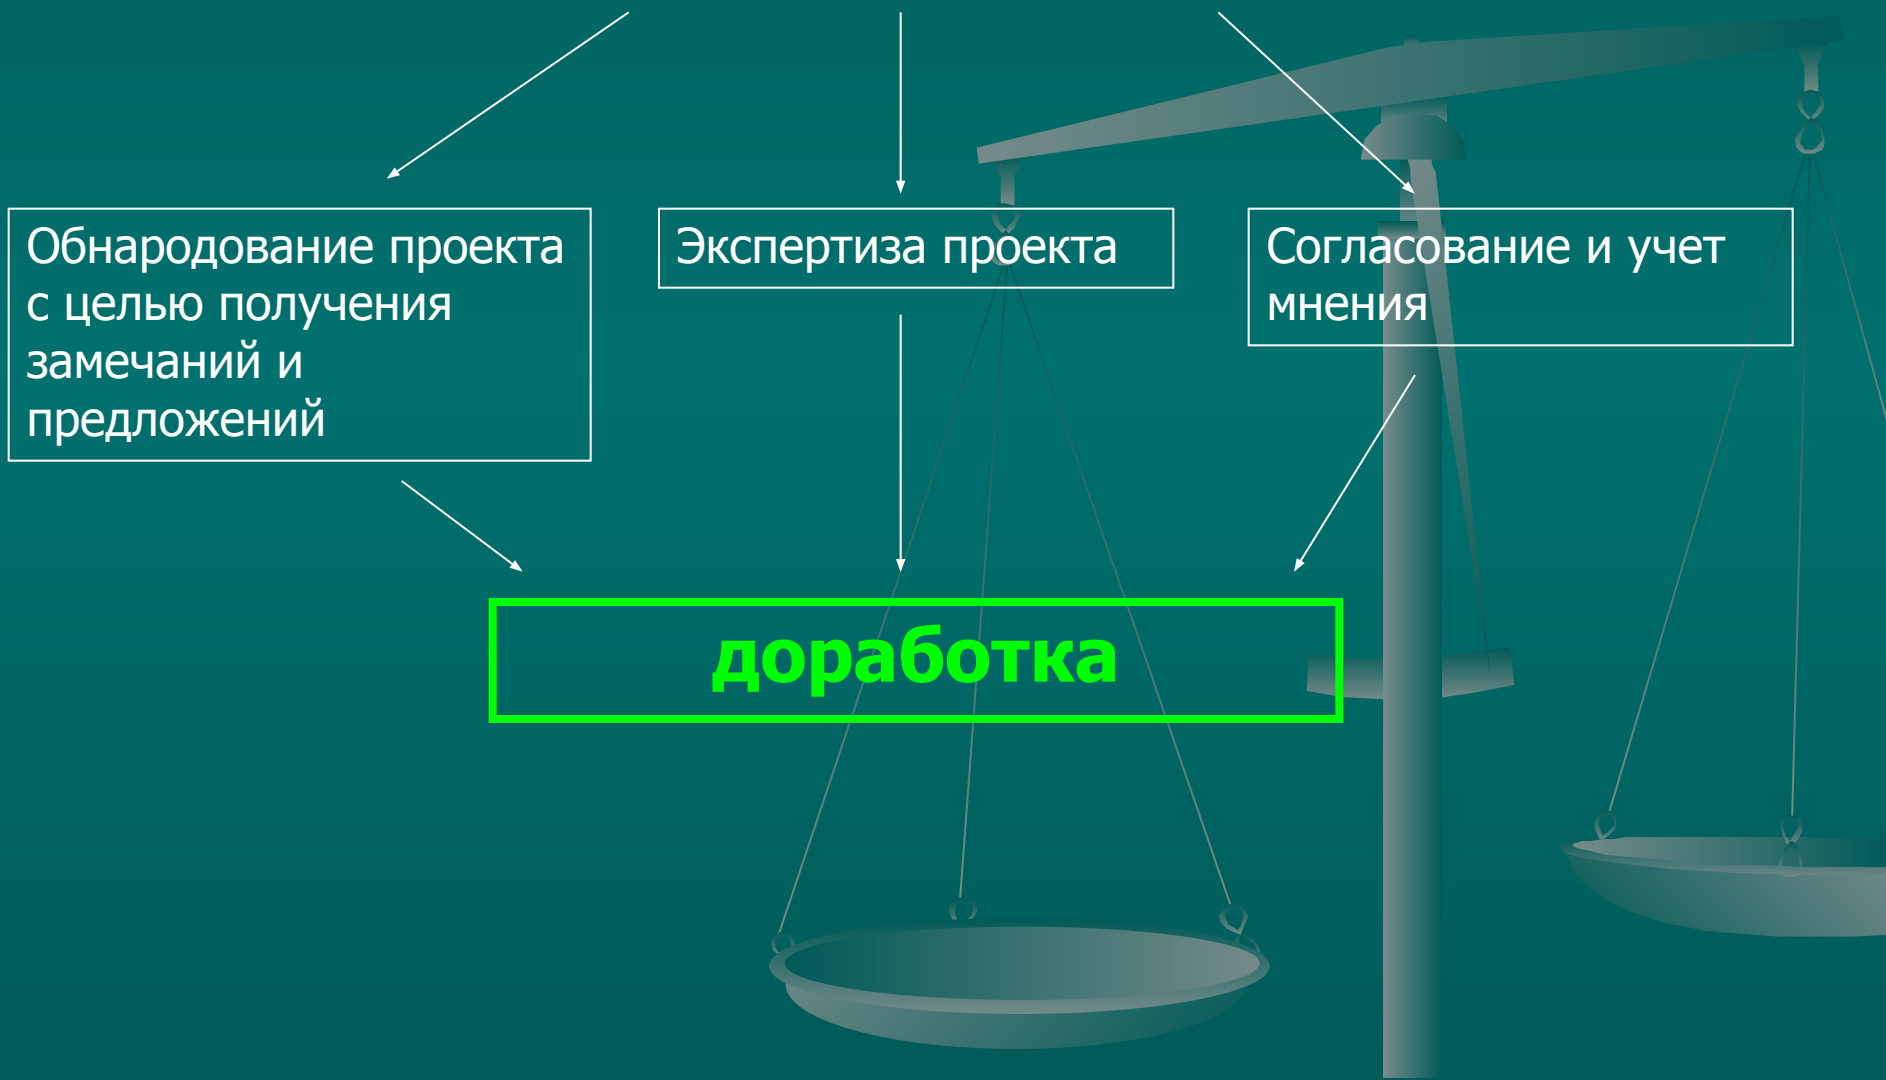 Обнародование проекта
с целью получения
замечаний и
предложений
Экспертиза проекта
Согласование и учет
мнения
доработка